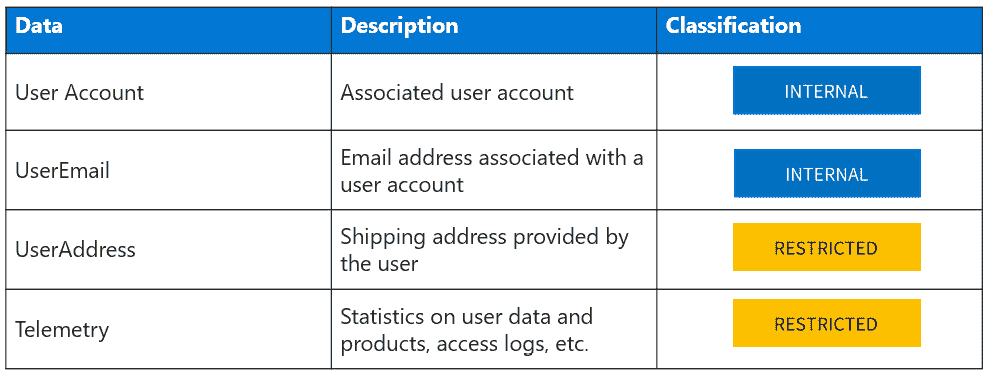 Data Description Classification
User Account Associated user account INTERNAL
UserEmail Email address associated with a
user account INTERNAL
UserAddress Shipping address provided by
the user RESTRICTED
Telemetry Statistics on user data and
products, access logs, etc. RESTRICTED